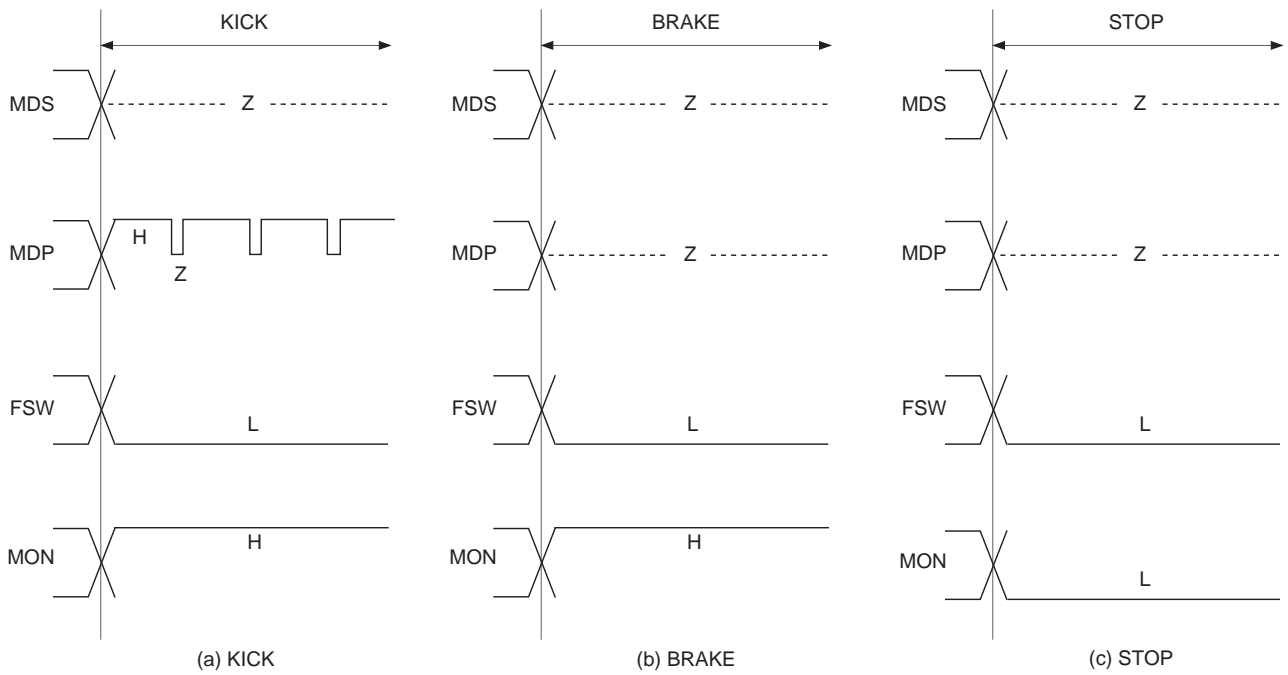 KICK
MDS
Z
MDP
H
Z
FSW
L
MON
H
(a) KICK
BRAKE
MDS
Z
MDP
Z
FSW
L
MON
H
(b) BRAKE
STOP
MDS
Z
MDP
Z
FSW
L
MON
L
(c) STOP